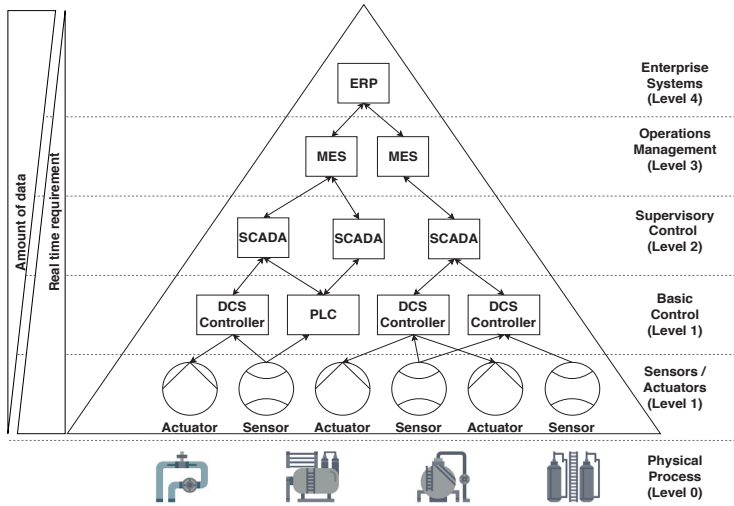 Amount of data
Real time requirement
ERP
Enterprise
Systems
(Level 4)
MES
MES
Operations
Management
(Level 3)
SCADA
SCADA
SCADA
Supervisory
Control
(Level 2)
DCS
Controller
PLC
DCS
Controller
DCS
Controller
Basic
Control
(Level 1)
Actuator
Sensor
Actuator
Sensor
Actuator
Sensor
Sensors /
Actuators
(Level 1)
Physical
Process
(Level 0)